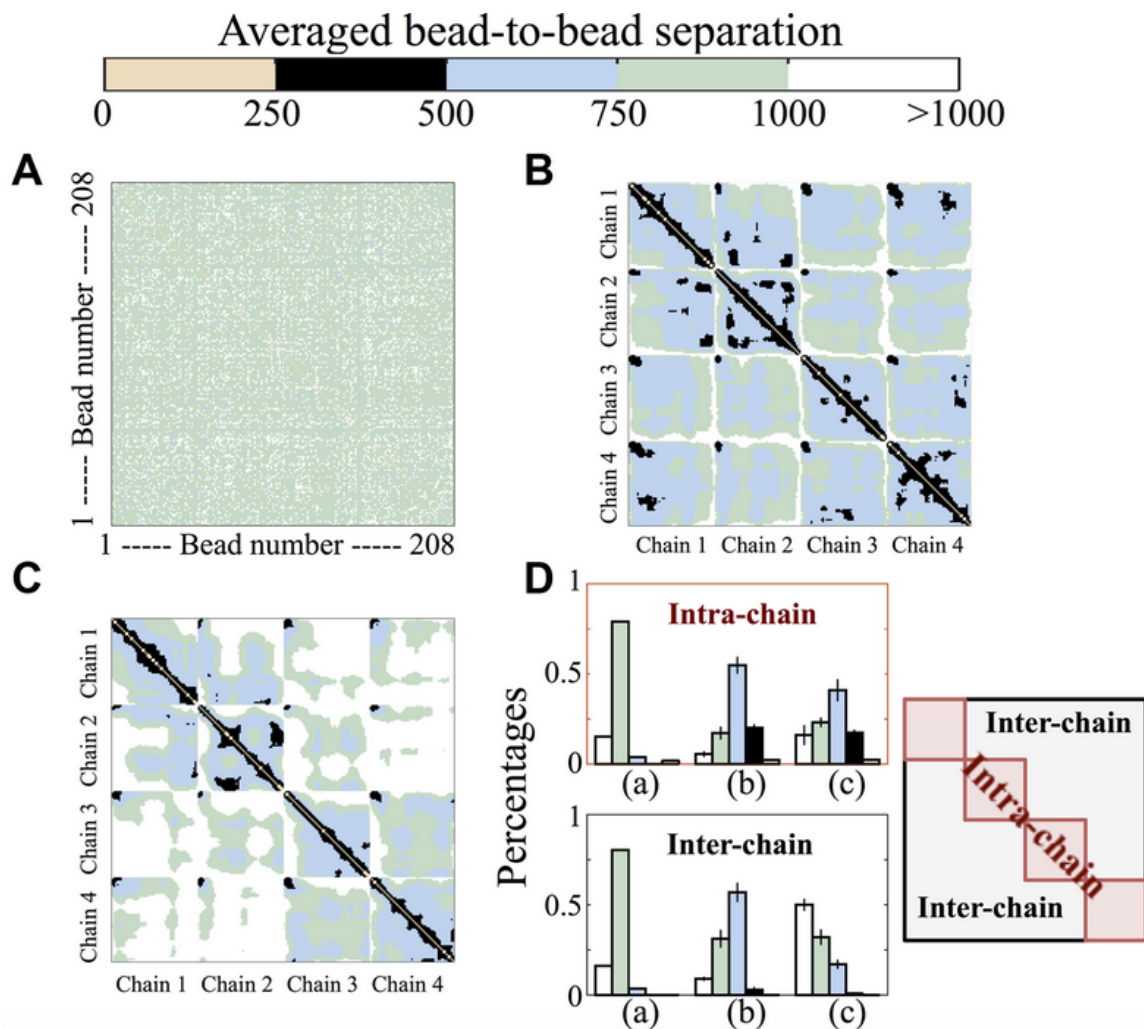 Averaged bead-to-bead separation
0 250 500 750 1000 >1000
A
1 ----- Bead number ----- 208
1 ----- Bead number ----- 208
B
Chain 1
Chain 2
Chain 3
Chain 4
Chain 1 Chain 2 Chain 3 Chain 4
C
Chain 1
Chain 2
Chain 3
Chain 4
Chain 1 Chain 2 Chain 3 Chain 4
D
Percentages
1
0.5
0
Intra-chain
(a) (b) (c)
1
0.5
0
Inter-chain
(a) (b) (c)
Inter-chain
Intra-chain
Inter-chain